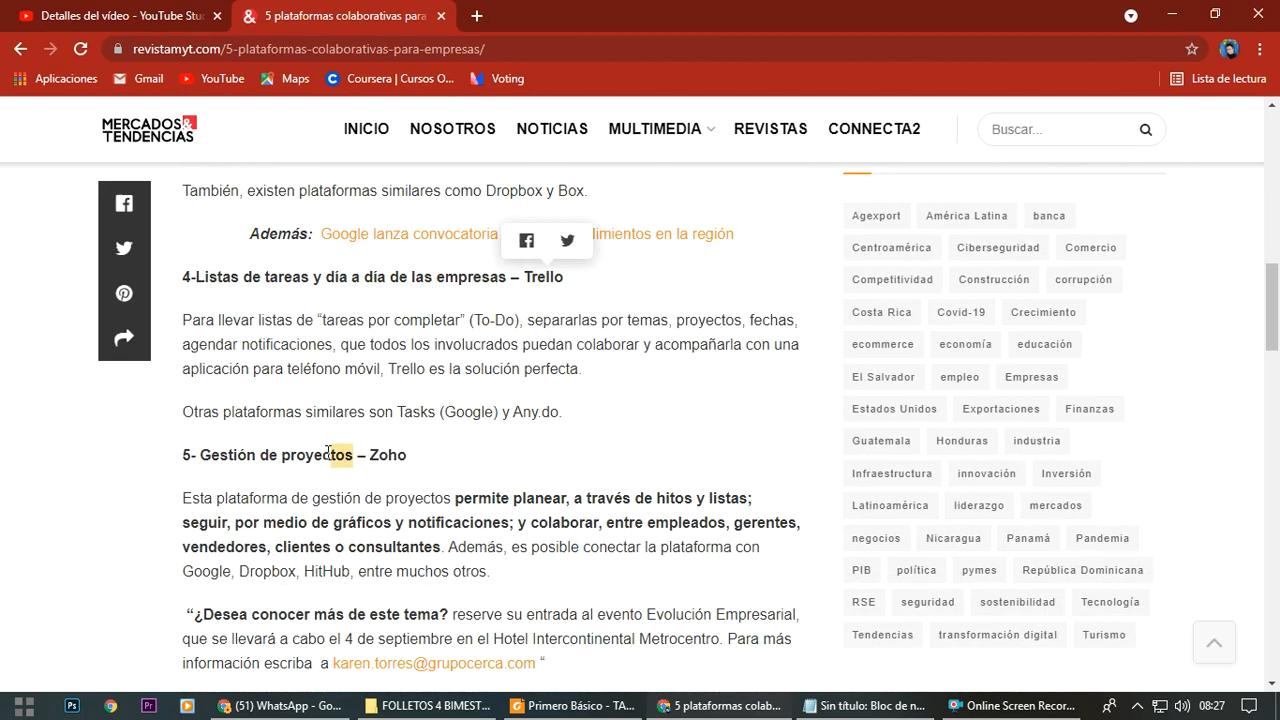 Detalles del vídeo - YouTube Stu
5 plataformas colaborativas para
revistamyt.com/5-plataformas-colaborativas-para-empresas/
Aplicaciones
Gmail
YouTube
Maps
Coursera | Cursos O...
Voting
Lista de lectura
MERCADOS&
TENDENCIAS
INICIO
NOSOTROS
NOTICIAS
MULTIMEDIA
REVISTAS
CONNECTA2
Buscar...
También, existen plataformas similares como Dropbox y Box.
Además: Google lanza convocatoria dimientos en la región
4-Listas de tareas y día a día de las empresas – Trello
Para llevar listas de “tareas por completar” (To-Do), separarlas por temas, proyectos, fechas,
agendar notificaciones, que todos los involucrados puedan colaborar y acompañarla con una
aplicación para teléfono móvil, Trello es la solución perfecta.
Otras plataformas similares son Tasks (Google) y Any.do.
5- Gestión de proyectos – Zoho
Esta plataforma de gestión de proyectos permite planear, a través de hitos y listas;
seguir, por medio de gráficos y notificaciones; y colaborar, entre empleados, gerentes,
vendedores, clientes o consultantes. Además, es posible conectar la plataforma con
Google, Dropbox, HitHub, entre muchos otros.
“¿Desea conocer más de este tema? reserve su entrada al evento Evolución Empresarial,
que se llevará a cabo el 4 de septiembre en el Hotel Intercontinental Metrocentro. Para más
información escriba a karen.torres@grupocerca.com “
Agexport América Latina banca
Centroamérica Ciberseguridad Comercio
Competitividad Construcción corrupción
Costa Rica Covid-19 Crecimiento
ecommerce economía educación
El Salvador empleo Empresas
Estados Unidos Exportaciones Finanzas
Guatemala Honduras industria
Infraestructura innovación Inversión
Latinoamérica liderazgo mercados
negocios Nicaragua Panamá Pandemia
PIB política pymes República Dominicana
RSE seguridad sostenibilidad Tecnología
Tendencias transformación digital Turismo
Ps
Pr
(51) WhatsApp - Go...
FOLLETOS 4 BIMEST...
Primero Básico - TA...
5 plataformas colab...
Sin título: Bloc de n...
Online Screen Reco...
08:27